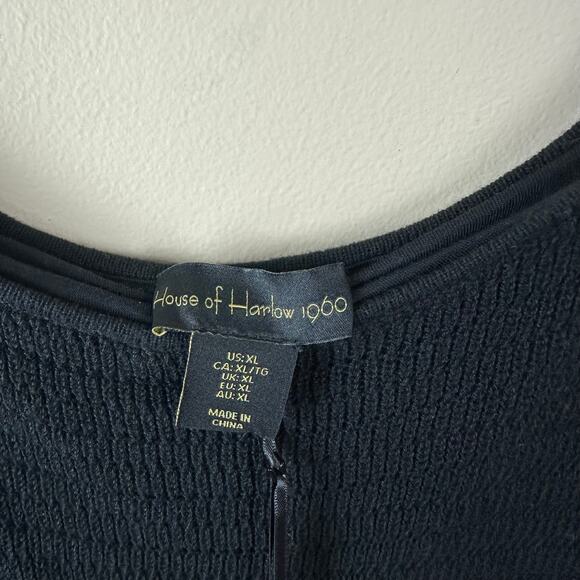 House of Harlow 1960
US: XL
CA: XL/TG
UK: XL
EU: XL
AU: XL
MADE IN
CHINA